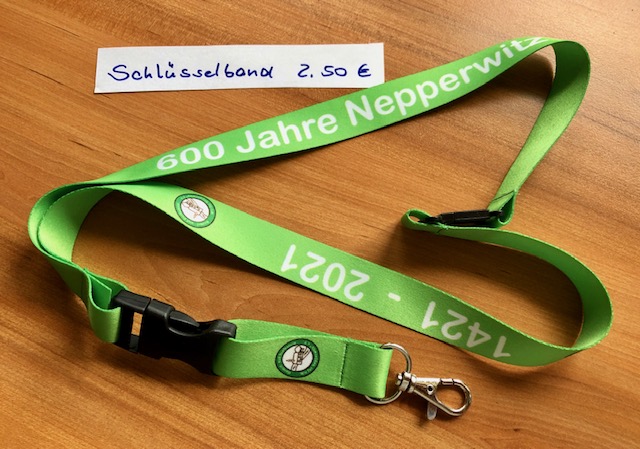 Schlüsselband 2.50 €
600 Jahre Nepperwitz
1421 - 2021